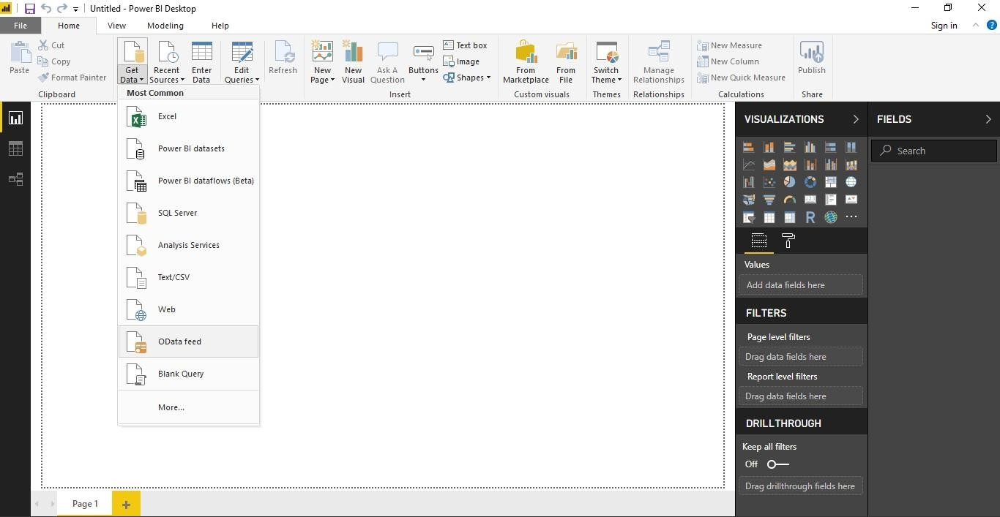 Untitled - Power BI Desktop
File Home View Modeling Help Sign in ?
Paste
Cut
Copy
Format Painter
Clipboard
Get Data
Recent Sources
Enter Data
Edit Queries
Refresh
New Page
New Visual
Ask A Question
Buttons
Text box
Image
Shapes
Insert
From Marketplace
From File
Custom visuals
Switch Theme
Themes
Manage Relationships
Relationships
New Measure
New Column
New Quick Measure
Calculations
Publish
Share
Most Common
Excel
Power BI datasets
Power BI dataflows (Beta)
SQL Server
Analysis Services
Text/CSV
Web
OData feed
Blank Query
More...
VISUALIZATIONS
R
Values
Add data fields here
FILTERS
Page level filters
Drag data fields here
Report level filters
Drag data fields here
DRILLTHROUGH
Keep all filters
Off
Drag drillthrough fields here
FIELDS
Search
Page 1